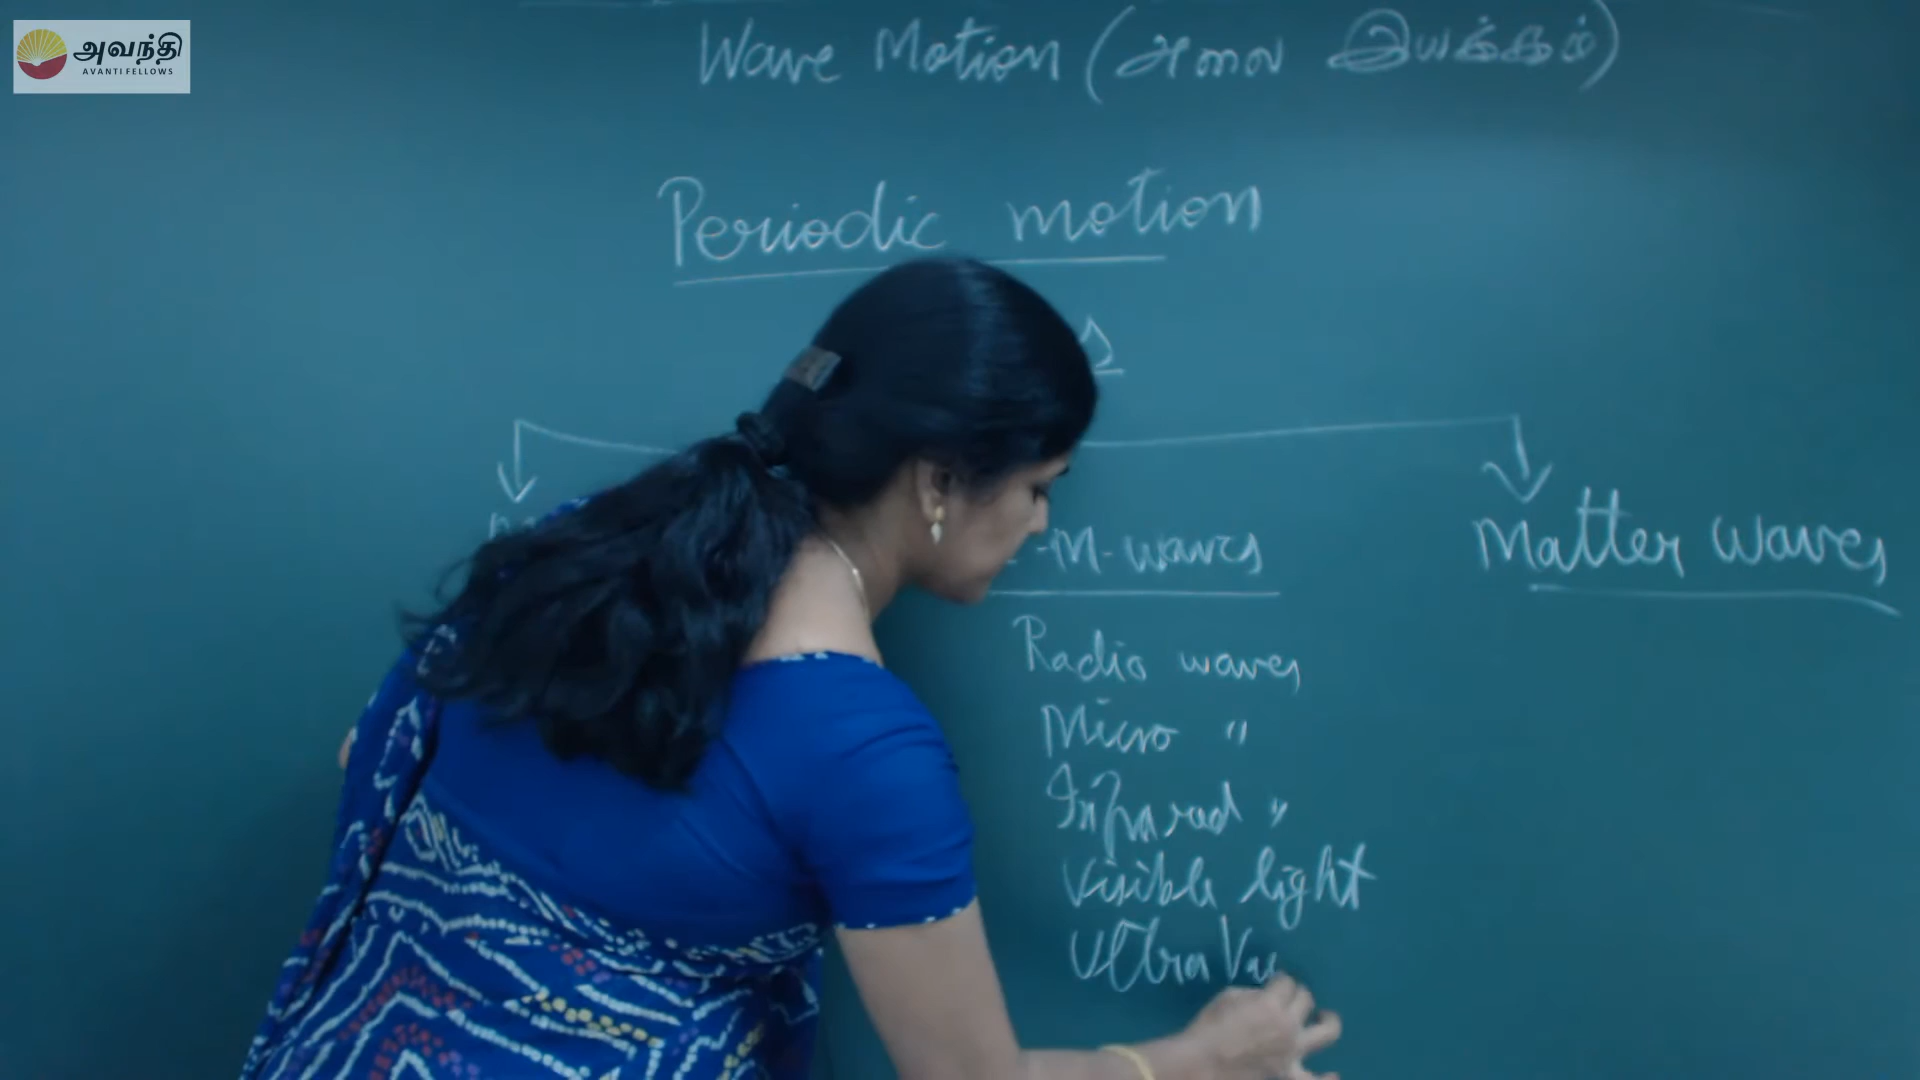 அவந்தி
AVANTI FELLOWS
Wave Motion (அலை இயக்கம்)
Periodic motion
-M-waves
Matter waves
Radio waves
Micro "
Infrared "
Visible light
Ultra